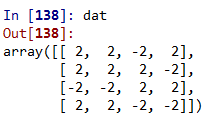 In [138]: dat
Out[138]:
array([[ 2,  2, -2,  2],
       [ 2,  2,  2, -2],
       [-2, -2,  2,  2],
       [ 2,  2, -2, -2]])